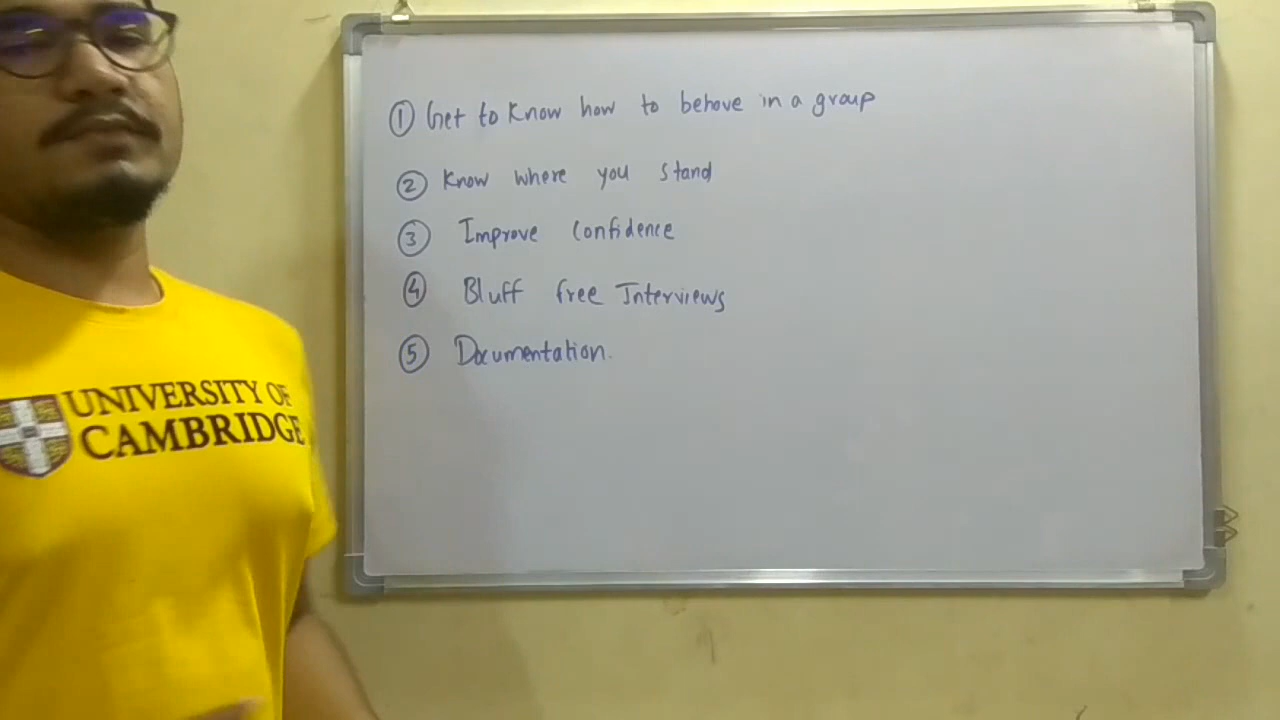 ① Get to Know how to behave in a group
② Know where you stand
③ Improve Confidence
④ Bluff free Interviews
⑤ Documentation.
UNIVERSITY OF
CAMBRIDGE